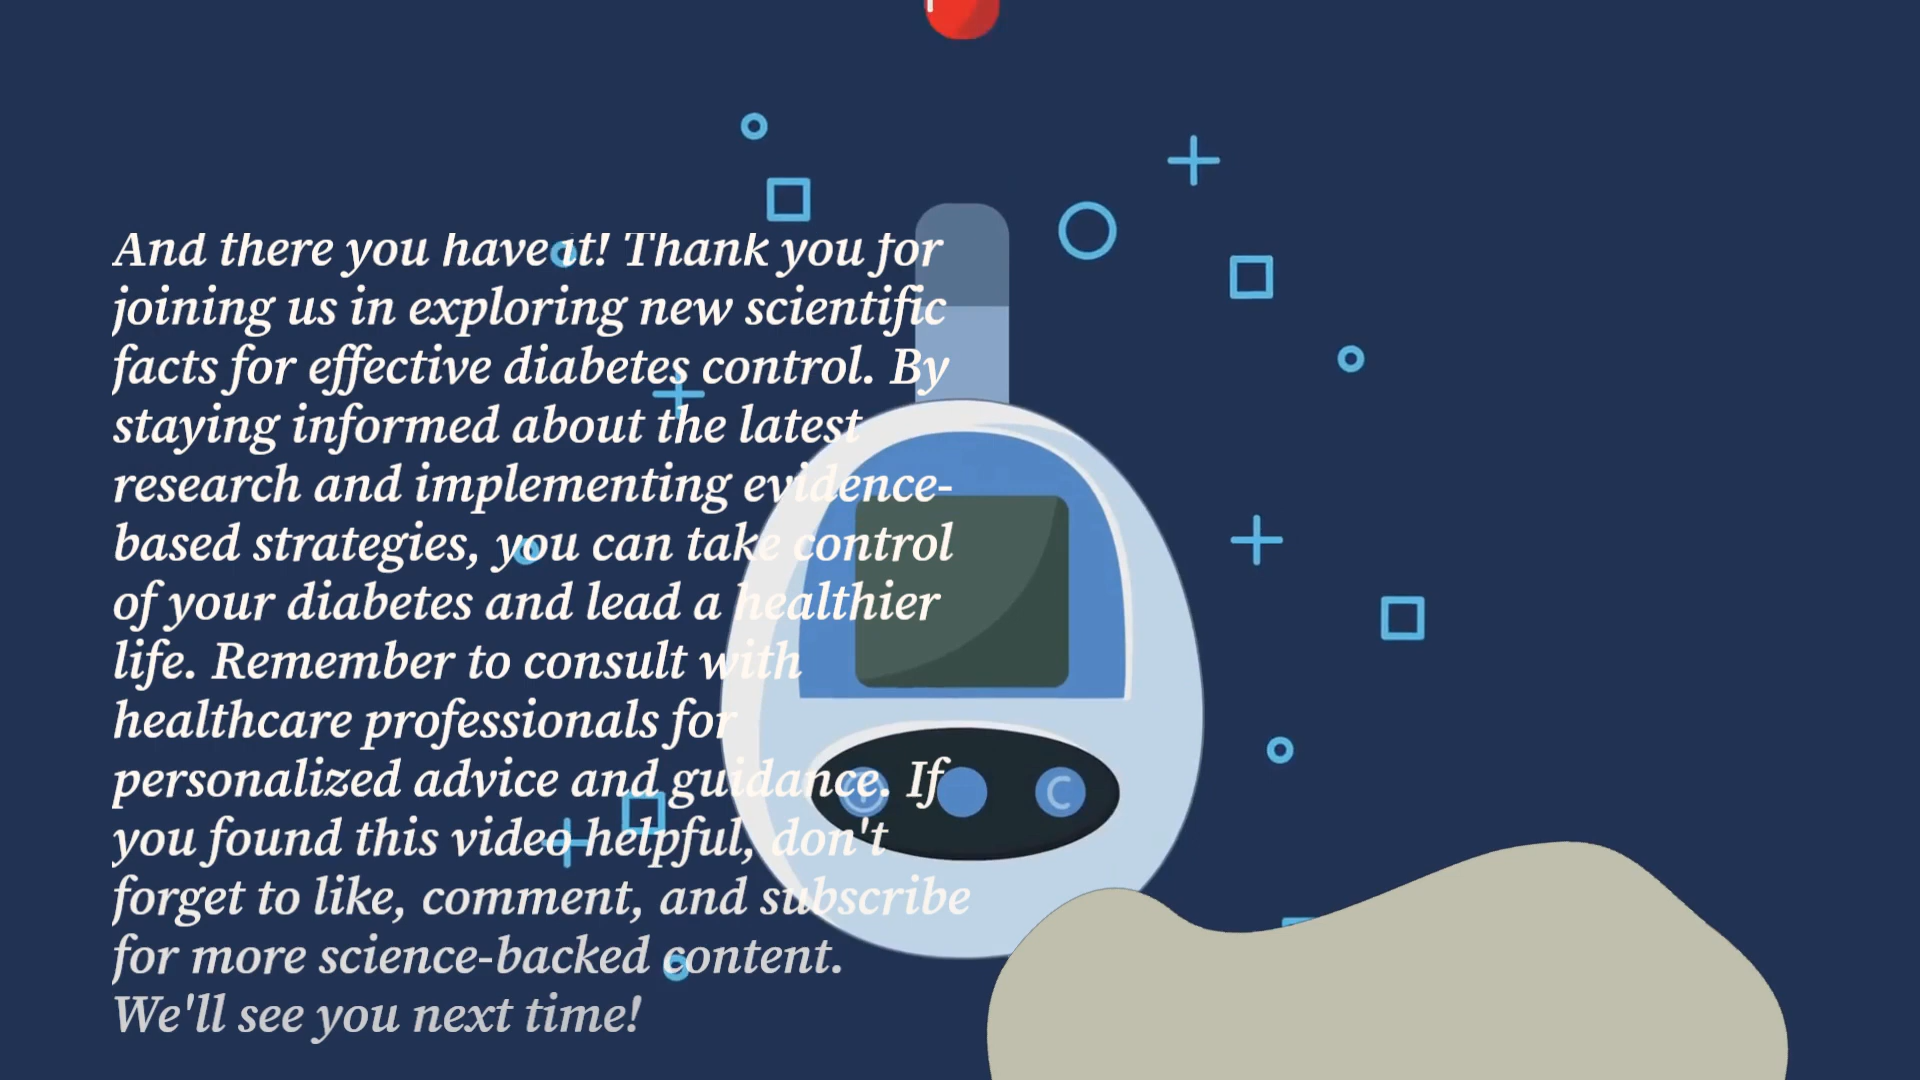 And there you have it! Thank you for
joining us in exploring new scientific
facts for effective diabetes control. By
staying informed about the latest
research and implementing evidence-
based strategies, you can take control
of your diabetes and lead a healthier
life. Remember to consult with
healthcare professionals for
personalized advice and guidance. If
you found this video helpful, don't
forget to like, comment, and subscribe
for more science-backed content.
We'll see you next time!
C